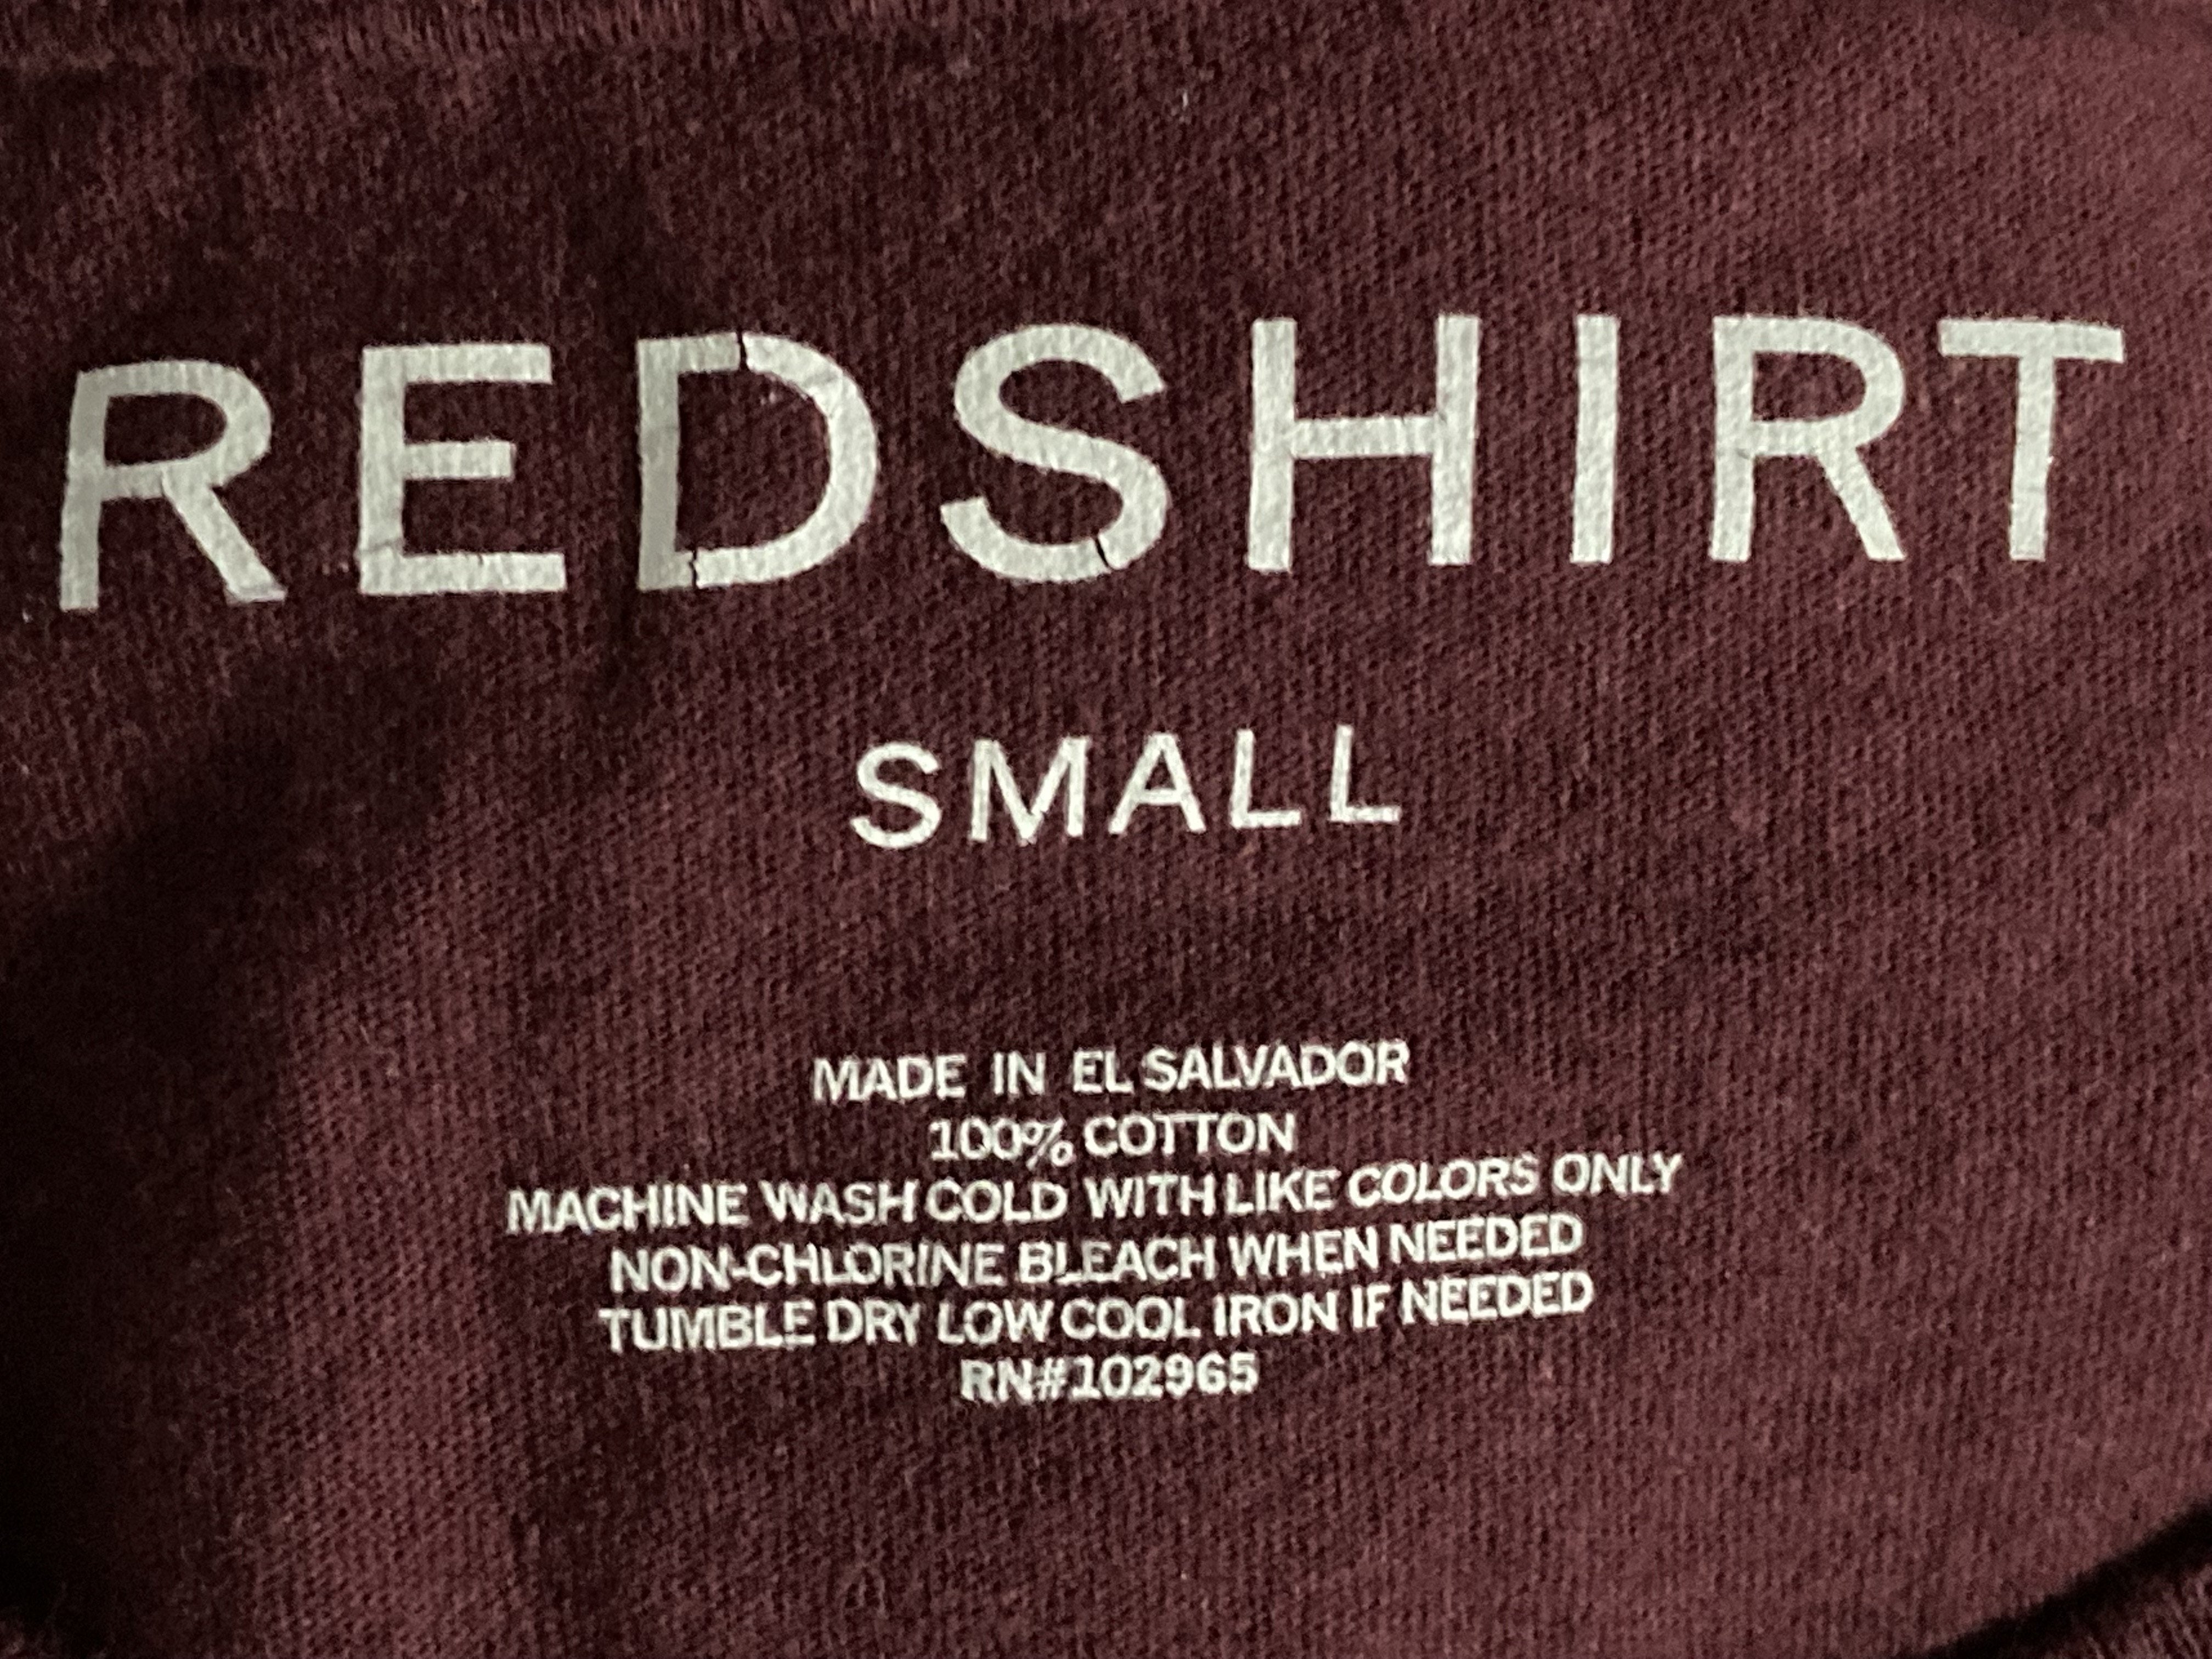 REDSHIRT
SMALL
MADE IN EL SALVADOR
100% COTTON
MACHINE WASH COLD WITH LIKE COLORS ONLY
NON-CHLORINE BLEACH WHEN NEEDED
TUMBLE DRY LOW COOL IRON IF NEEDED
RN#102965